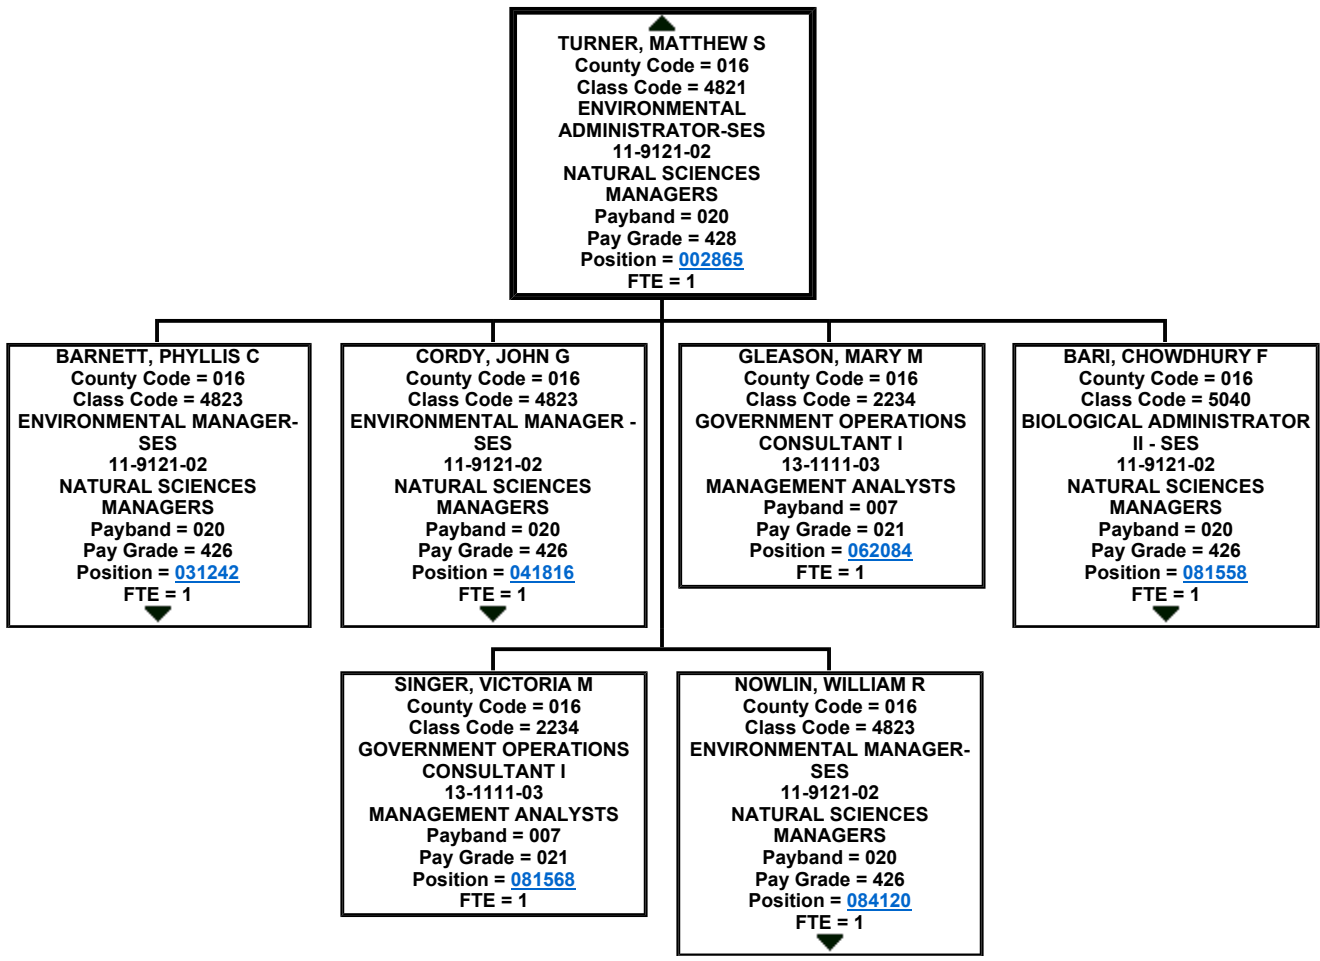 TURNER, MATTHEW S
County Code = 016
Class Code = 4821
ENVIRONMENTAL
ADMINISTRATOR-SES
11-9121-02
NATURAL SCIENCES
MANAGERS
Payband = 020
Pay Grade = 428
Position = 002865
FTE = 1
BARNETT, PHYLLIS C
County Code = 016
Class Code = 4823
ENVIRONMENTAL MANAGER-
SES
11-9121-02
NATURAL SCIENCES
MANAGERS
Payband = 020
Pay Grade = 426
Position = 031242
FTE = 1
CORDY, JOHN G
County Code = 016
Class Code = 4823
ENVIRONMENTAL MANAGER -
SES
11-9121-02
NATURAL SCIENCES
MANAGERS
Payband = 020
Pay Grade = 426
Position = 041816
FTE = 1
GLEASON, MARY M
County Code = 016
Class Code = 2234
GOVERNMENT OPERATIONS
CONSULTANT I
13-1111-03
MANAGEMENT ANALYSTS
Payband = 007
Pay Grade = 021
Position = 062084
FTE = 1
BARI, CHOWDHURY F
County Code = 016
Class Code = 5040
BIOLOGICAL ADMINISTRATOR
II - SES
11-9121-02
NATURAL SCIENCES
MANAGERS
Payband = 020
Pay Grade = 426
Position = 081558
FTE = 1
SINGER, VICTORIA M
County Code = 016
Class Code = 2234
GOVERNMENT OPERATIONS
CONSULTANT I
13-1111-03
MANAGEMENT ANALYSTS
Payband = 007
Pay Grade = 021
Position = 081568
FTE = 1
NOWLIN, WILLIAM R
County Code = 016
Class Code = 4823
ENVIRONMENTAL MANAGER-
SES
11-9121-02
NATURAL SCIENCES
MANAGERS
Payband = 020
Pay Grade = 426
Position = 084120
FTE = 1